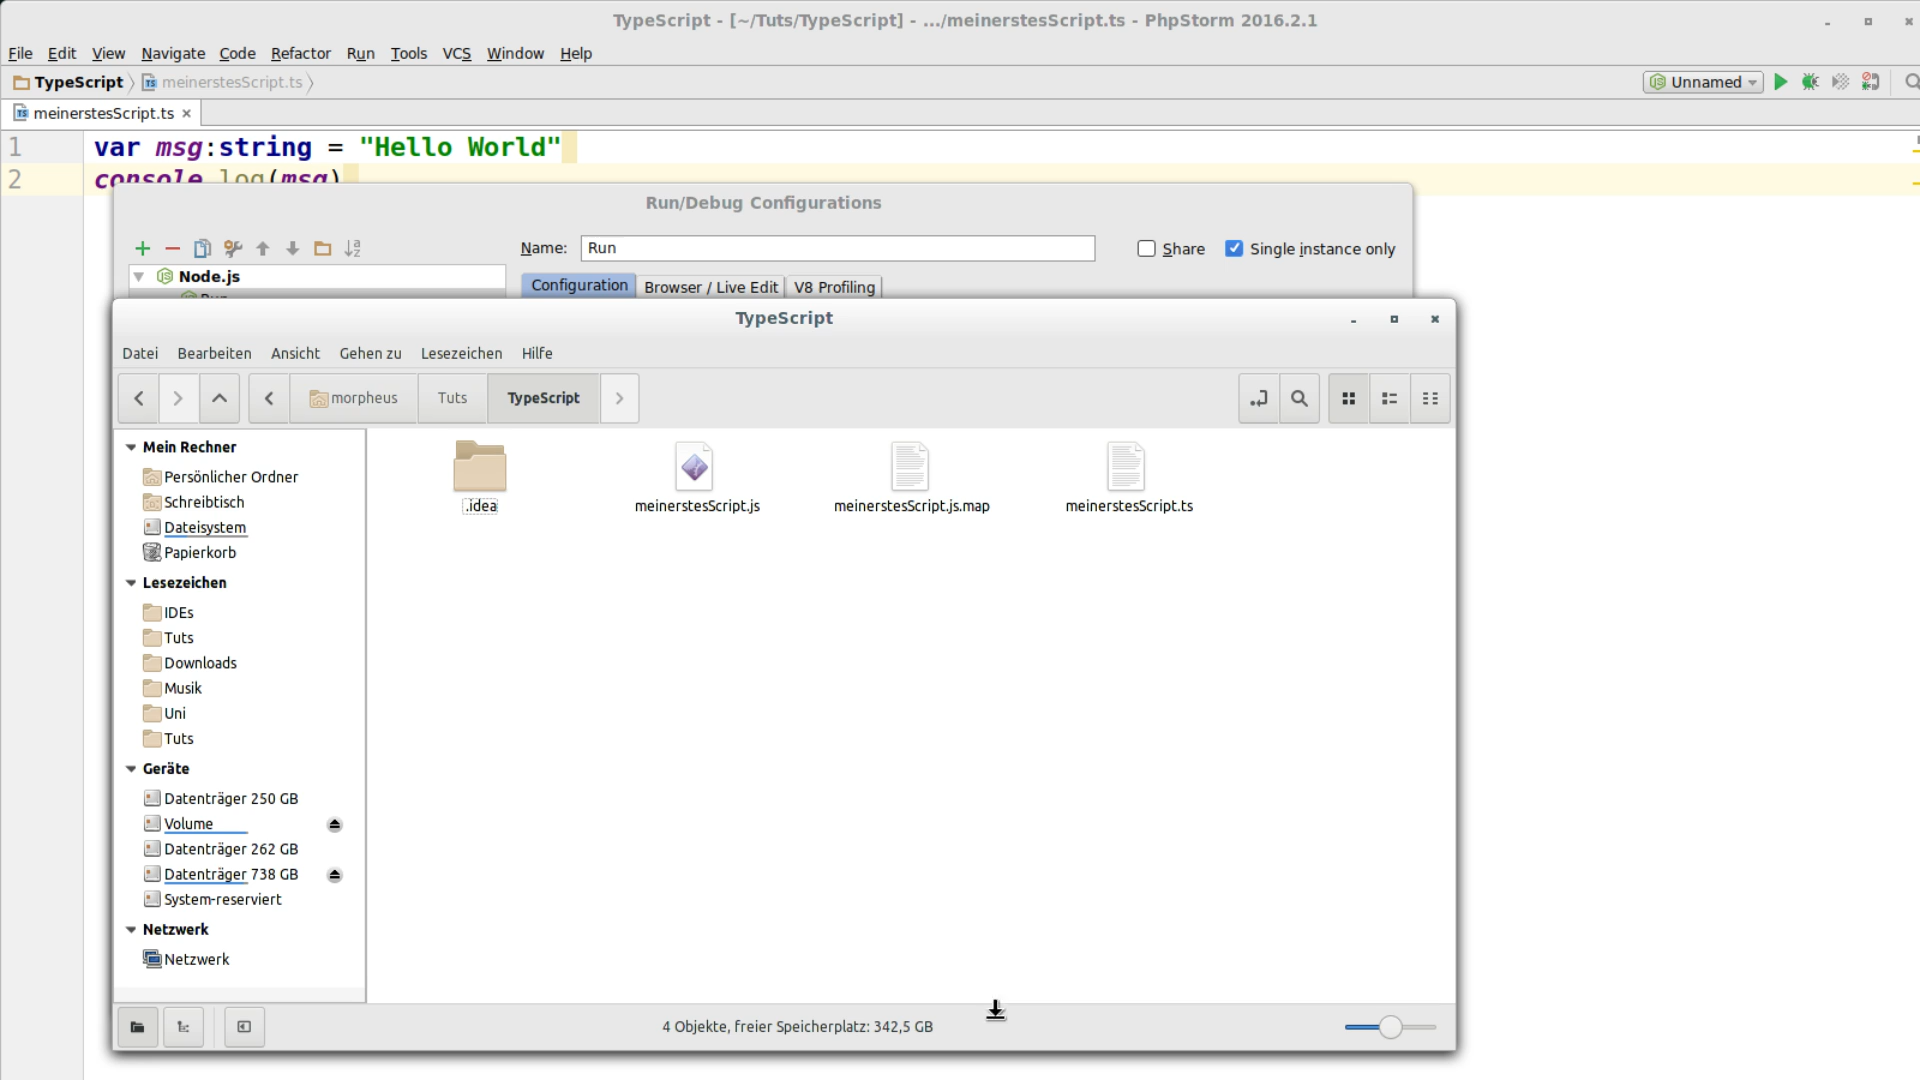 TypeScript - [~/Tuts/TypeScript] - .../meinerstesScript.ts - PhpStorm 2016.2.1
File Edit View Navigate Code Refactor Run Tools VCS Window Help
TypeScript meinerstesScript.ts Unnamed
meinerstesScript.ts
1 var msg:string = "Hello World"
2 console.log(msg)
Run/Debug Configurations
Name: Run Share Single instance only
Node.js Configuration Browser / Live Edit V8 Profiling
Run
TypeScript
Datei Bearbeiten Ansicht Gehen zu Lesezeichen Hilfe
morpheus Tuts TypeScript
Mein Rechner
Persönlicher Ordner
Schreibtisch
Dateisystem
Papierkorb
Lesezeichen
IDEs
Tuts
Downloads
Musik
Uni
Tuts
Geräte
Datenträger 250 GB
Volume
Datenträger 262 GB
Datenträger 738 GB
System-reserviert
Netzwerk
Netzwerk
.idea meinerstesScript.js meinerstesScript.js.map meinerstesScript.ts
4 Objekte, freier Speicherplatz: 342,5 GB